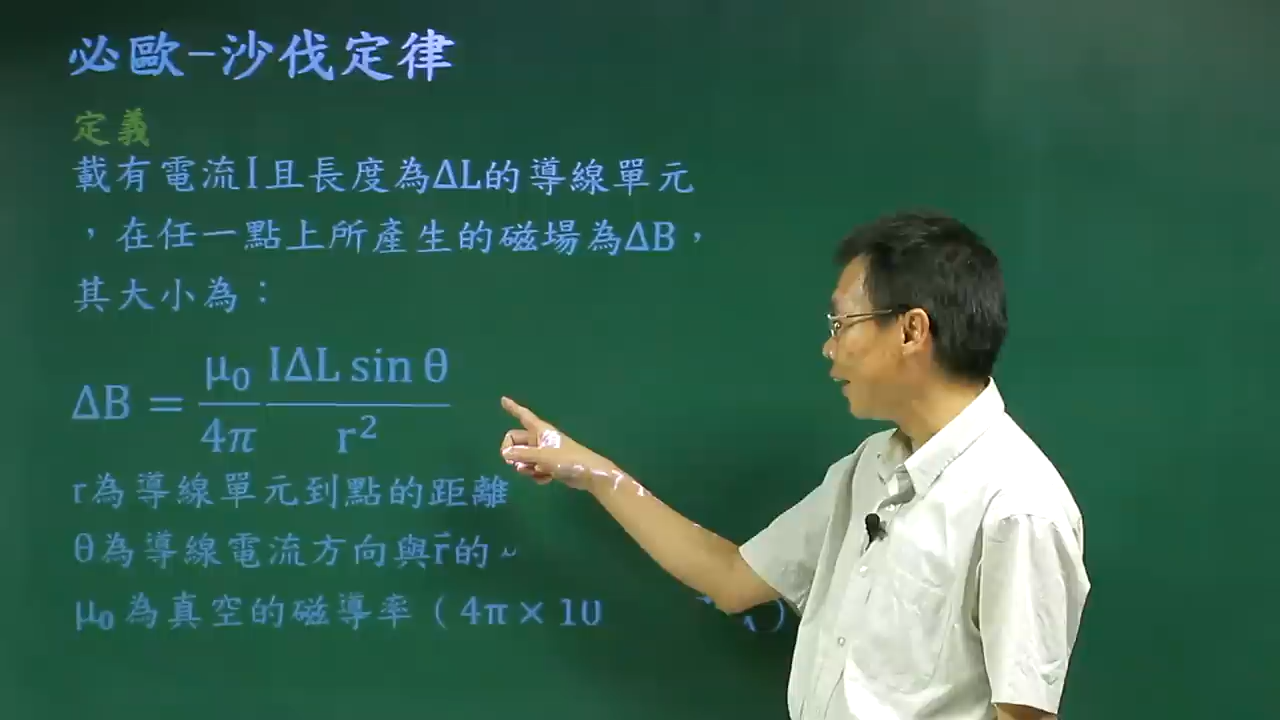 必歐-沙伐定律
定義
載有電流I且長度為ΔL的導線單元
,在任一點上所產生的磁場為ΔB,
其大小為:
ΔB = μ₀/4π IΔL sin θ/r²
r為導線單元到點的距離
θ為導線電流方向與r⃗的
μ₀為真空的磁導率(4π × 10